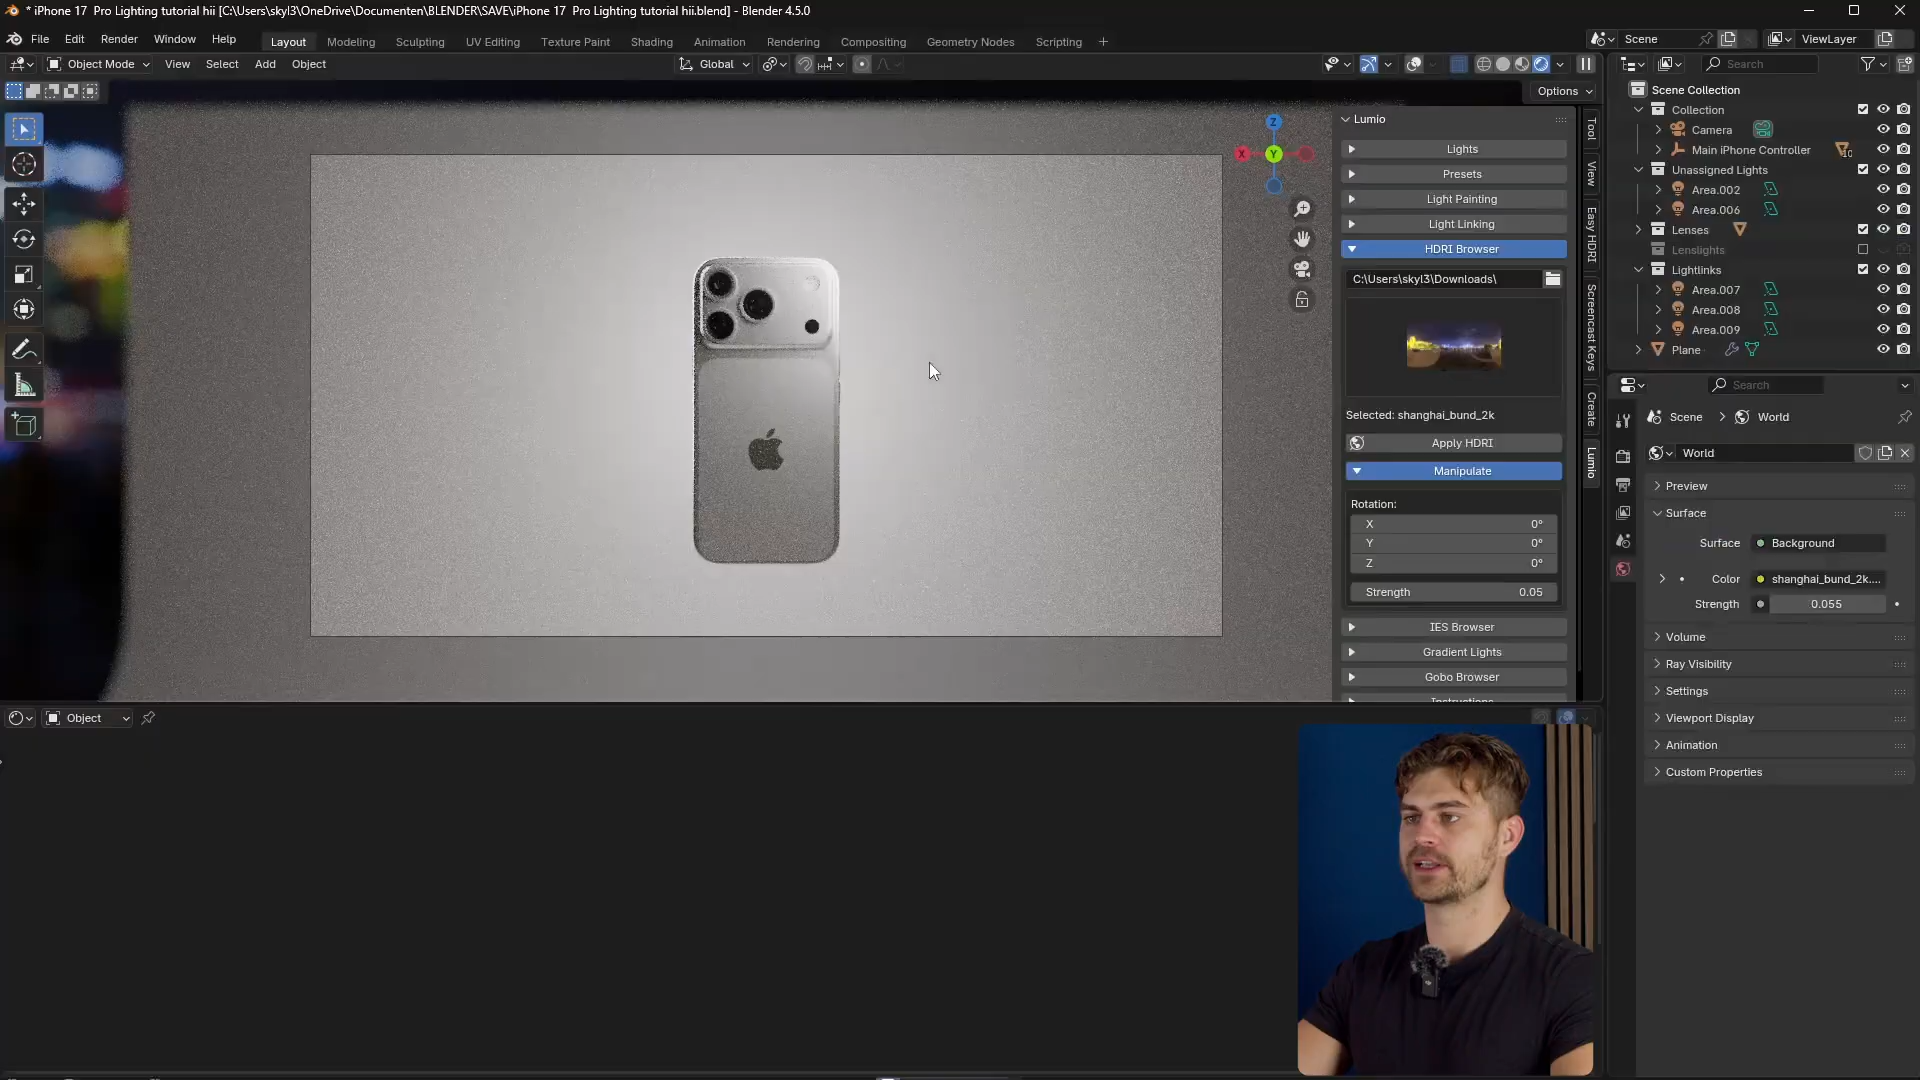 * iPhone 17  Pro Lighting tutorial hii [C:\Users\skyl3\OneDrive\Documenten\BLENDER\SAVE\iPhone 17  Pro Lighting tutorial hii.blend] - Blender 4.5.0
File Edit Render Window Help Layout Modeling Sculpting UV Editing Texture Paint Shading Animation Rendering Compositing Geometry Nodes Scripting + Scene ViewLayer
Object Mode View Select Add Object Global Search
Options
Scene Collection
Collection
Camera
Main iPhone Controller 10
Unassigned Lights
Area.002
Area.006
Lenses
Lenslights
Lightlinks
Area.007
Area.008
Area.009
Plane
Z
X Y
Lumio
Lights
Presets
Light Painting
Light Linking
HDRI Browser
C:\Users\skyl3\Downloads\
Selected: shanghai_bund_2k
Apply HDRI
Manipulate
Rotation:
X 0°
Y 0°
Z 0°
Strength 0.05
IES Browser
Gradient Lights
Gobo Browser
Instructions
Tool
View
Easy HDRI
Screencast Keys
Create
Lumio
Search
Scene World
World
Preview
Surface
Surface Background
Color shanghai_bund_2k....
Strength 0.055
Volume
Ray Visibility
Settings
Viewport Display
Animation
Custom Properties
Object